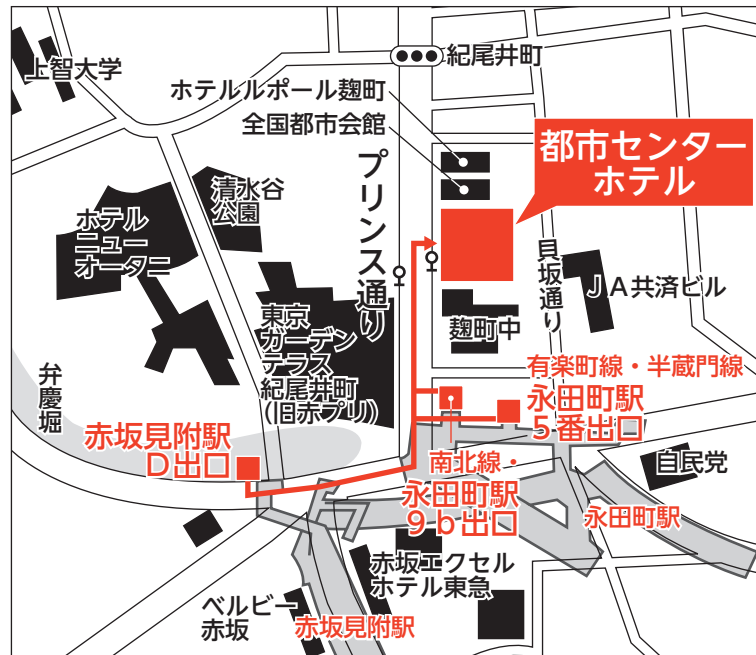 上智大学
紀尾井町
ホテルルポール麹町
全国都市会館
都市センター
ホテル
プリンス通り
清水谷
公園
ホテル
ニュー
オータニ
貝坂通り
ＪＡ共済ビル
麹町中
東京
ガーデン
テラス
紀尾井町
（旧赤プリ）
弁慶堀
有楽町線・半蔵門線
永田町駅
５番出口
赤坂見附駅
Ｄ出口
南北線・
永田町駅
９ｂ出口
自民党
永田町駅
赤坂エクセル
ホテル東急
ベルビー
赤坂
赤坂見附駅